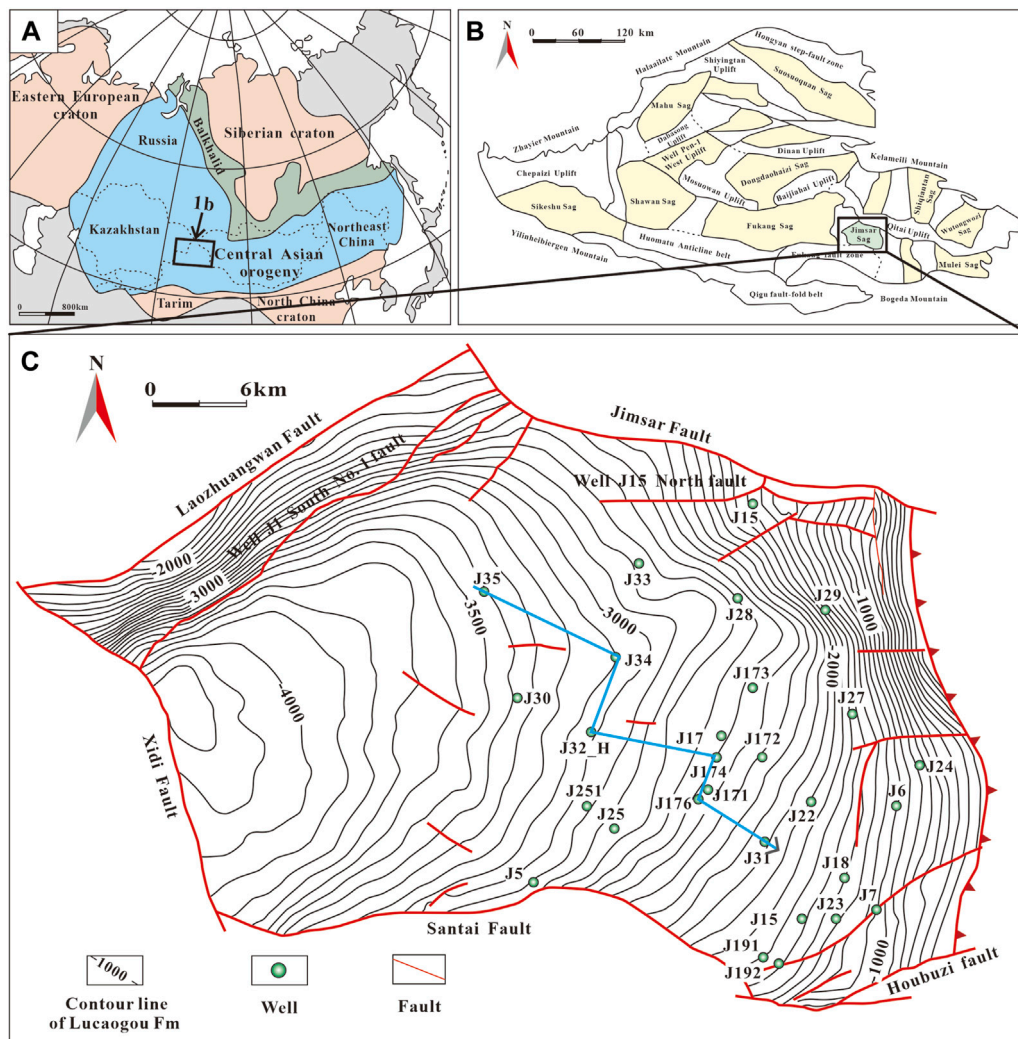 A
Eastern European
craton
Russia
Balkhalid
Siberian craton
1b
Kazakhstan
Northeast
China
Central Asian
orogeny
Tarim
North China
craton
0 800km
B
N
0 60 120 km
Halaailate Mountain
Hongyan step-fault zone
Shiyingtan
Uplift
Suosuoquan Sag
Mahu Sag
Zhayier Mountain
Dabasong
Uplift
Well Pen-1
West Uplift
Dinan Uplift
Kelameili Mountain
Chepaizi Uplift
Mosuowan Uplift
Dongdaohaizi Sag
Baijiahai Uplift
Shiqiantan
Sag
Sikeshu Sag
Shawan Sag
Fukang Sag
Jimsar
Sag
Qitai Uplift
Wutongwozi
Sag
Yilinheibiergen Mountain
Huomatu Anticline belt
Fukang fault zone
Mulei Sag
Qigu fault-fold belt
Bogeda Mountain
C
N
0 6km
Laozhuangwan Fault
Jimsar Fault
Well J1 South No.1 fault
Well J15 North fault
J15
-2000
-3000
J35
J33
J28
J29
-1000
-3500
-3000
J34
-2000
J173
J30
J27
-4000
J32_H
J17
J172
J174
J24
Xidi Fault
J251
J171
J176
J6
J25
J22
J31
J5
J18
J7
Santai Fault
J15
J23
J191
J192
-1000
Houbuzi fault
-1000
Contour line
of Lucaogou Fm
Well
Fault